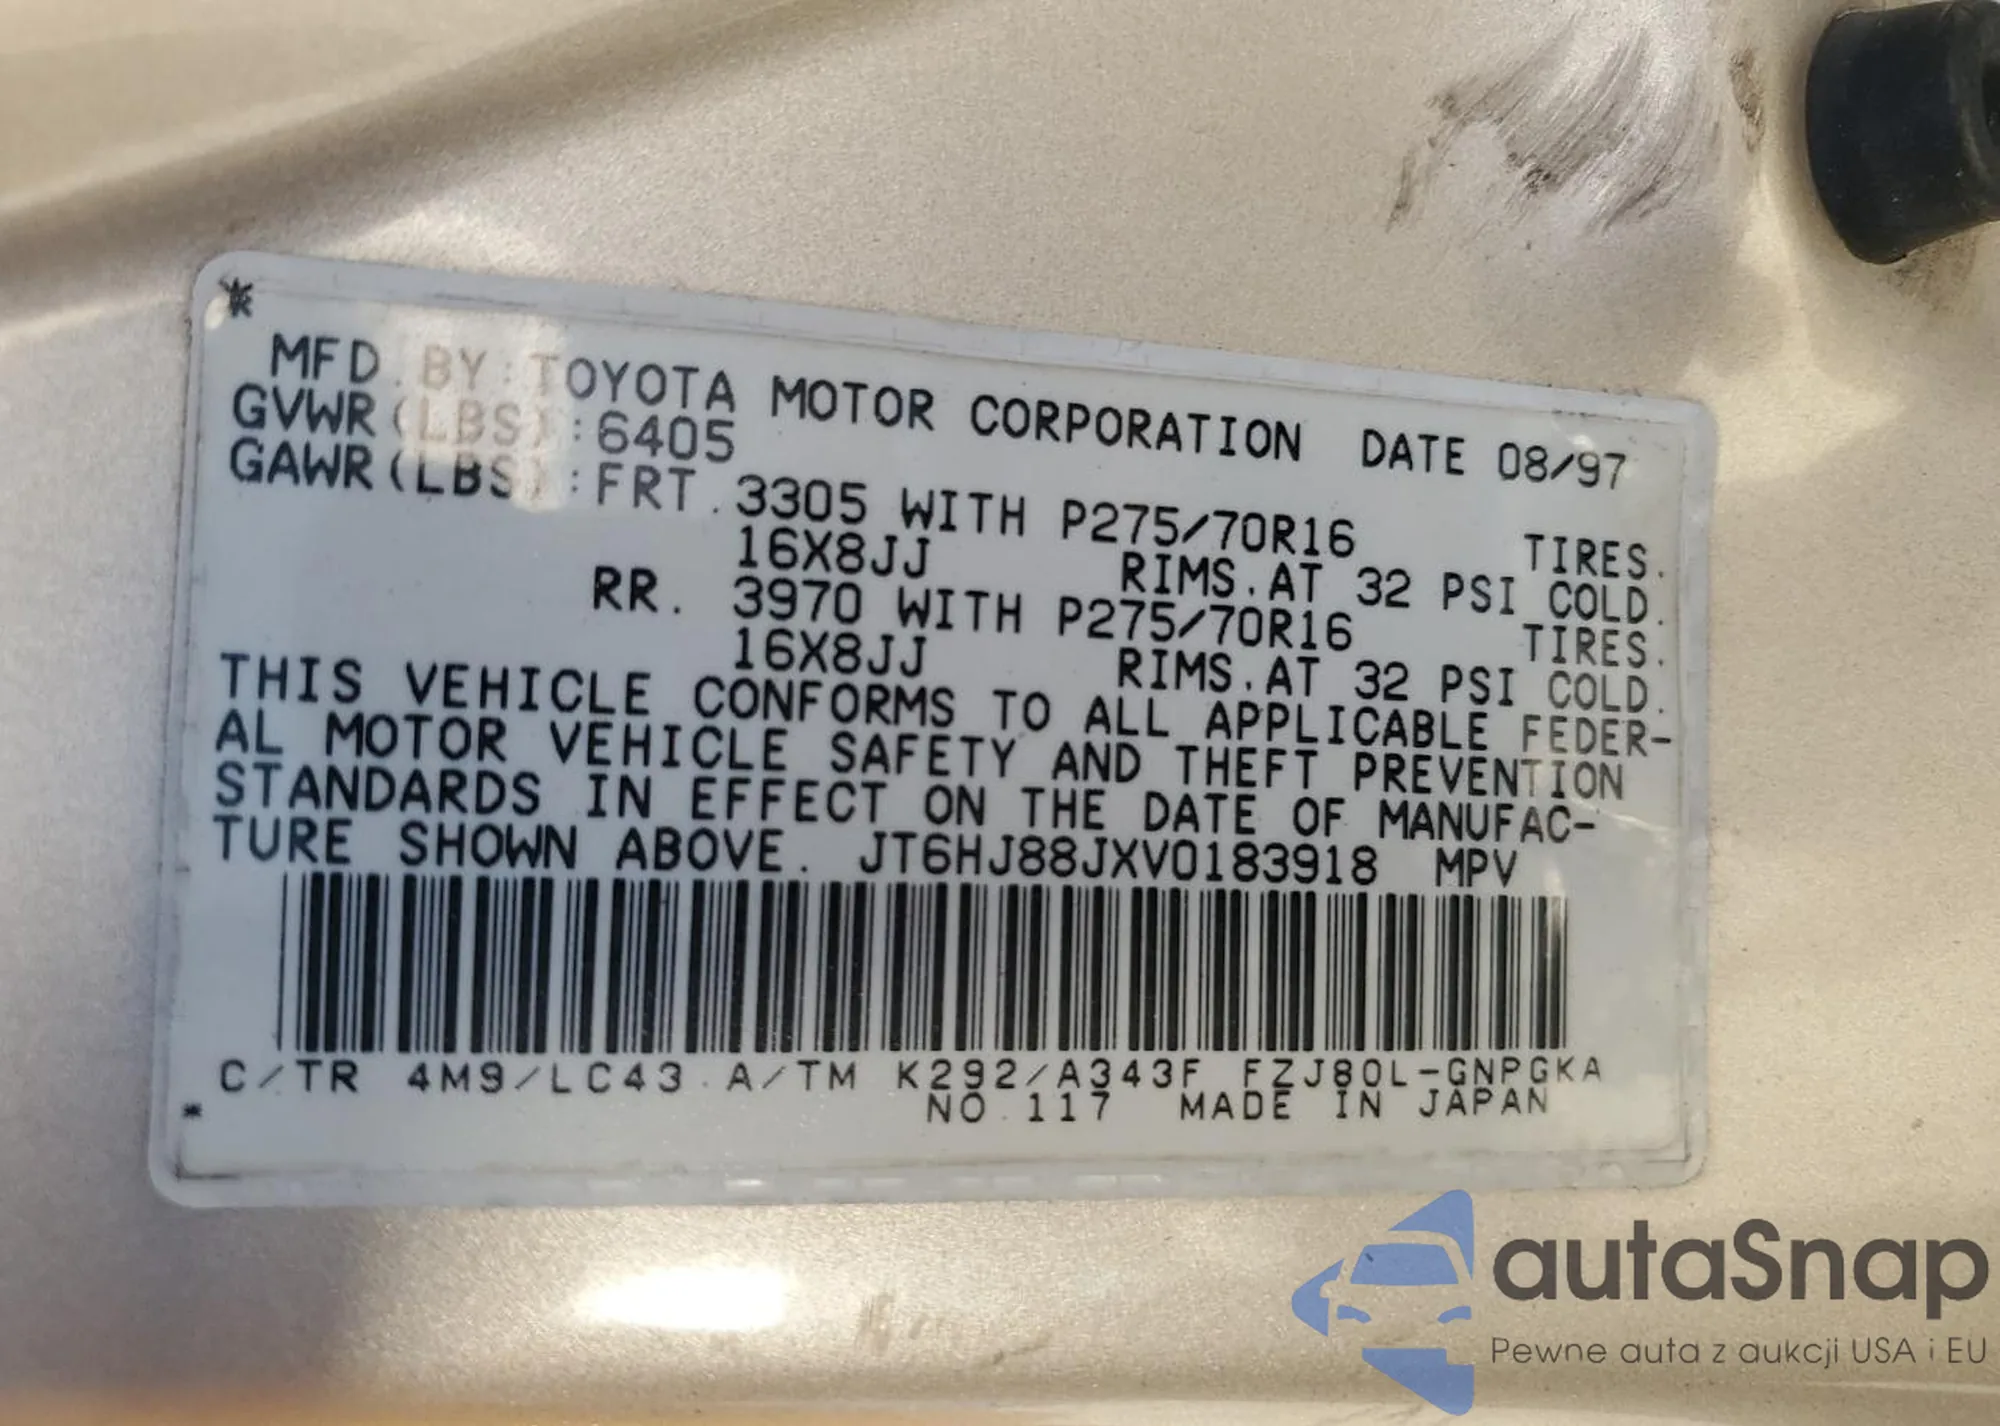 MFD. BY: TOYOTA MOTOR CORPORATION DATE 08/97
GVWR(LBS):6405
GAWR(LBS):FRT. 3305 WITH P275/70R16 TIRES.
16X8JJ RIMS.AT 32 PSI COLD.
RR. 3970 WITH P275/70R16 TIRES.
16X8JJ RIMS.AT 32 PSI COLD.
THIS VEHICLE CONFORMS TO ALL APPLICABLE FEDER-
AL MOTOR VEHICLE SAFETY AND THEFT PREVENTION
STANDARDS IN EFFECT ON THE DATE OF MANUFAC-
TURE SHOWN ABOVE. JT6HJ88JXV0183918 MPV
C/TR 4M9/LC43 A/TM K292/A343F FZJ80L-GNPGKA
NO.117 MADE IN JAPAN
autaSnap
Pewne auta z aukcji USA i EU